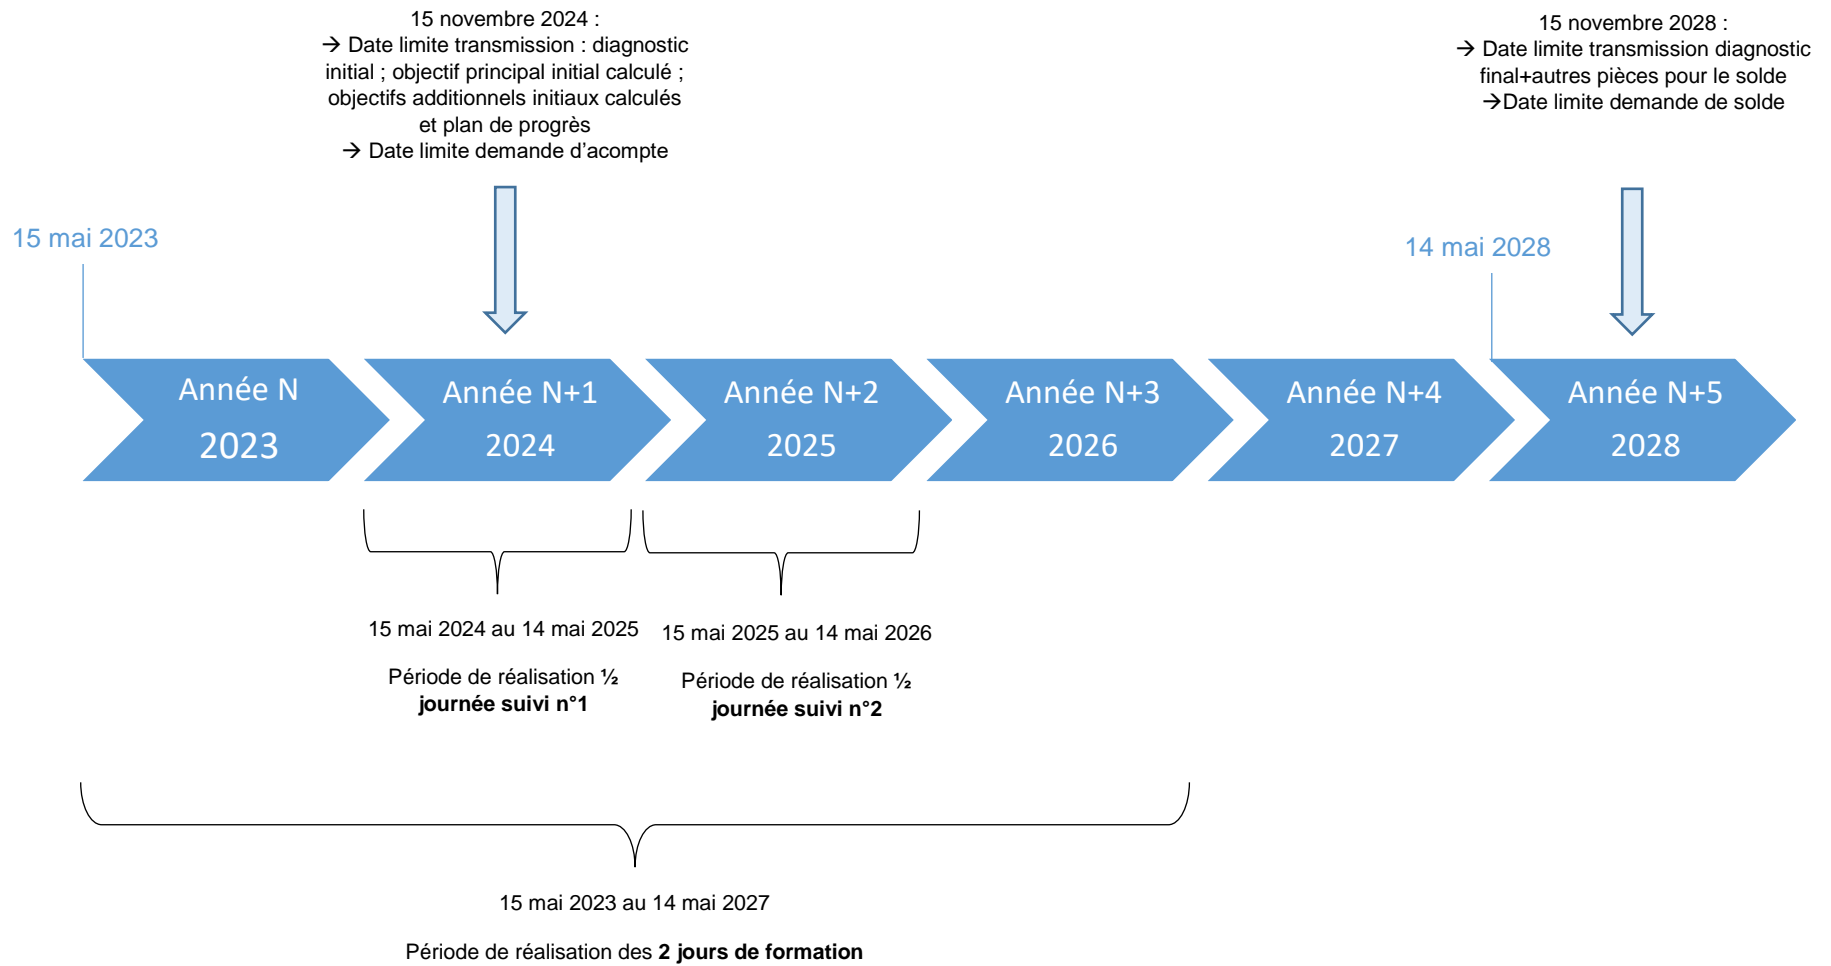 15 novembre 2024 :
→ Date limite transmission : diagnostic
initial ; objectif principal initial calculé ;
objectifs additionnels initiaux calculés
et plan de progrès
→ Date limite demande d’acompte
15 novembre 2028 :
→ Date limite transmission diagnostic
final+autres pièces pour le solde
→Date limite demande de solde
15 mai 2023
14 mai 2028
Année N
2023
Année N+1
2024
Année N+2
2025
Année N+3
2026
Année N+4
2027
Année N+5
2028
15 mai 2024 au 14 mai 2025
Période de réalisation ½
journée suivi n°1
15 mai 2025 au 14 mai 2026
Période de réalisation ½
journée suivi n°2
15 mai 2023 au 14 mai 2027
Période de réalisation des 2 jours de formation